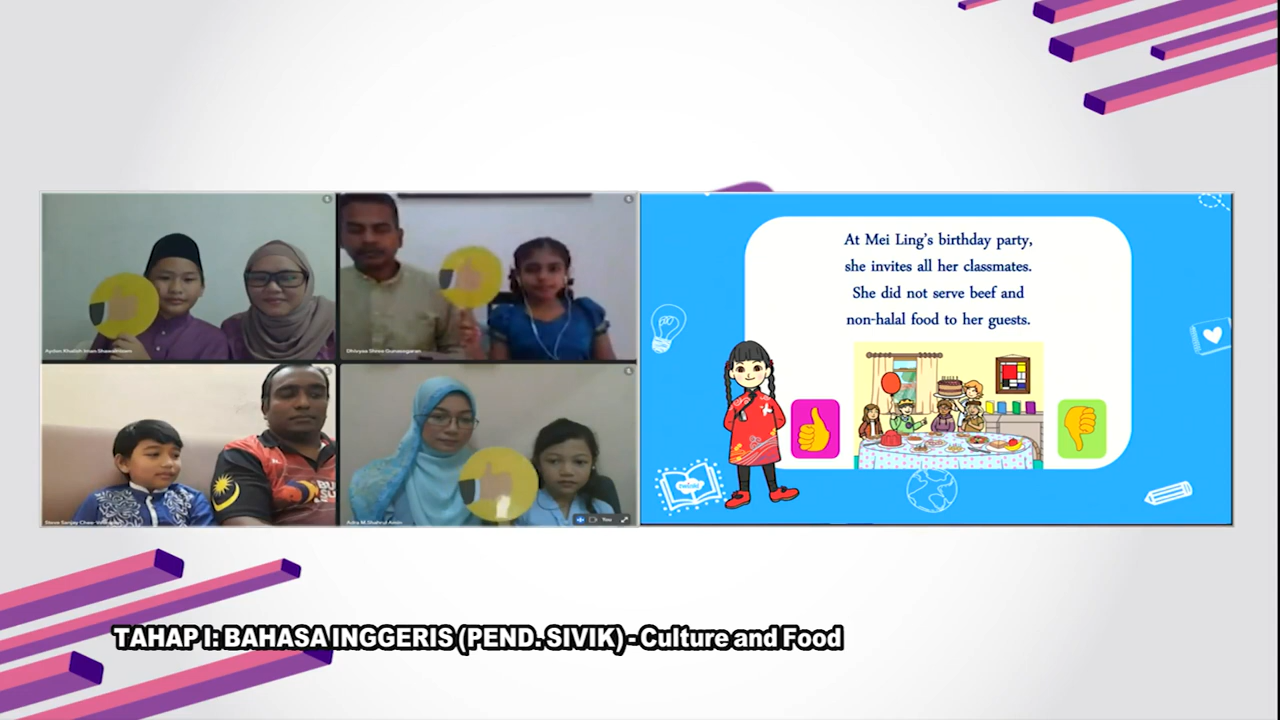 At Mei Ling's birthday party,
she invites all her classmates.
She did not serve beef and
non-halal food to her guests.
You
TAHAP I: BAHASA INGGERIS (PEND. SIVIK) - Culture and Food